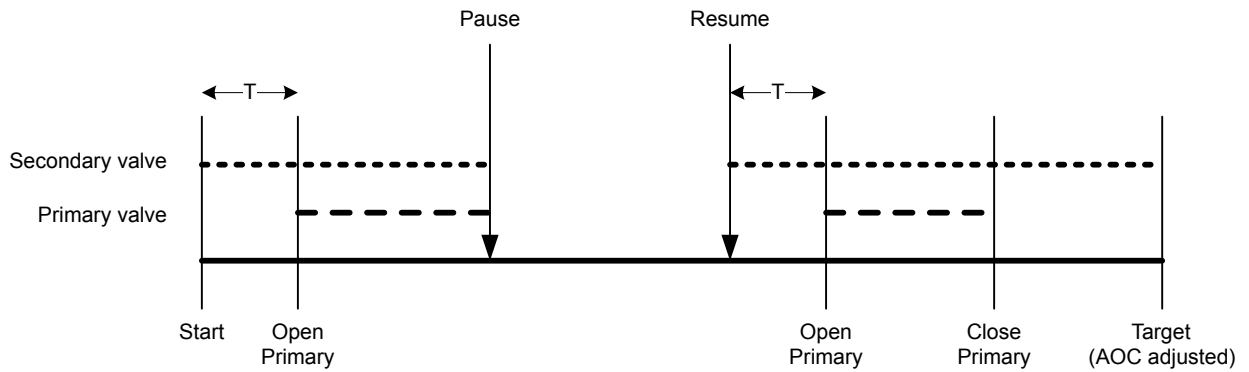 Pause
Resume
T
T
Secondary valve
Primary valve
Start
Open
Primary
Open
Primary
Close
Primary
Target
(AOC adjusted)